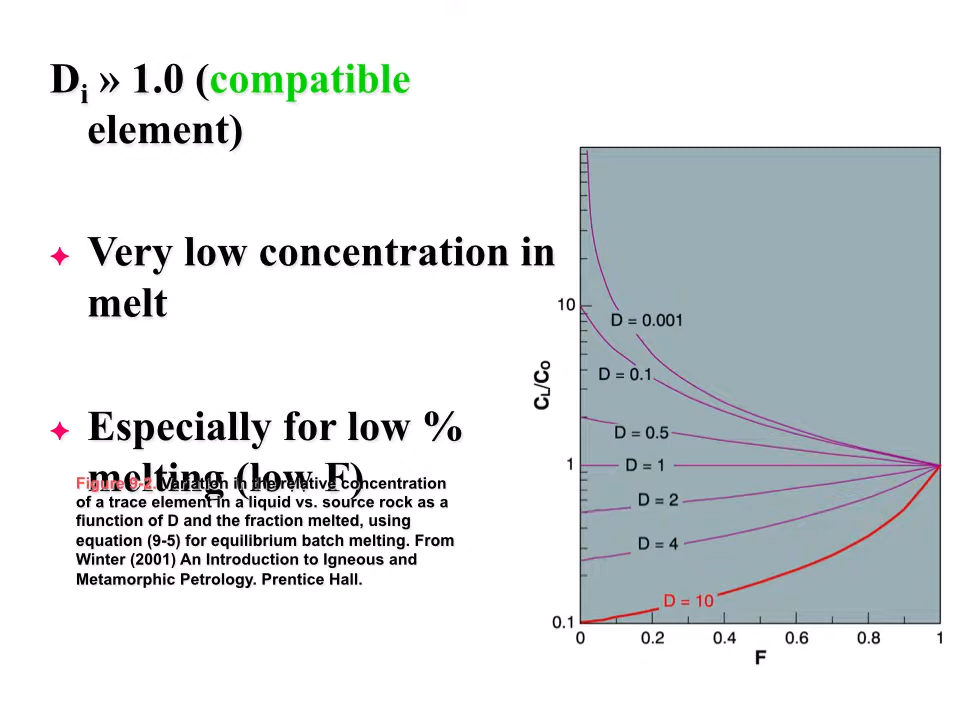 Di » 1.0 (compatible
element)
✦ Very low concentration in
melt
✦ Especially for low %
melting (low F)
Figure 9-2. Variation in the relative concentration
of a trace element in a liquid vs. source rock as a
fiunction of D and the fraction melted, using
equation (9-5) for equilibrium batch melting. From
Winter (2001) An Introduction to Igneous and
Metamorphic Petrology. Prentice Hall.
10
D = 0.001
D = 0.1
CL/CO
D = 0.5
1
D = 1
D = 2
D = 4
D = 10
0.1
0 0.2 0.4 0.6 0.8 1
F